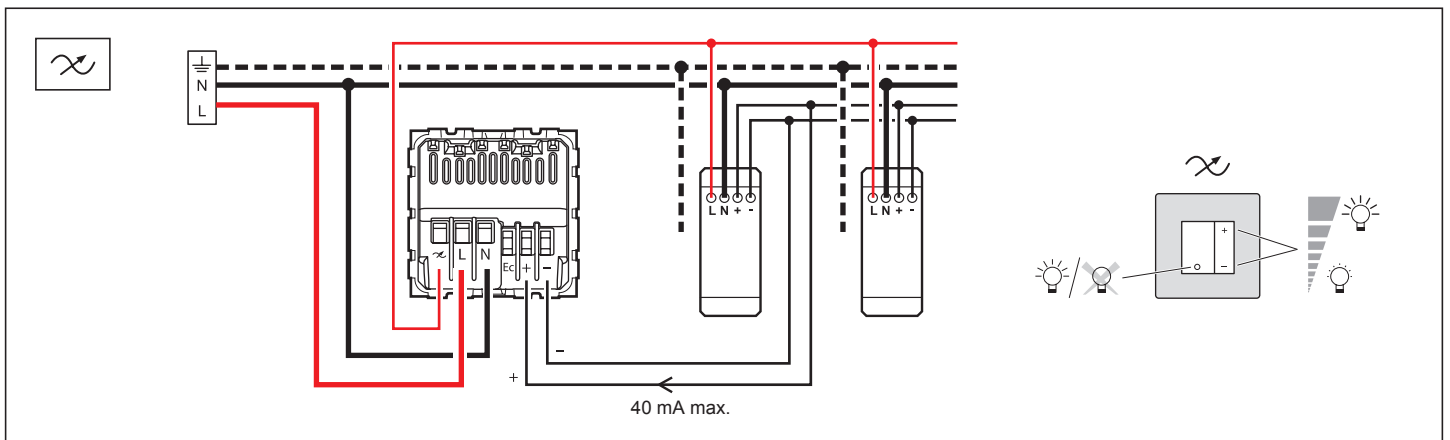 N
L
L N + -
L N + -
L N
Ec + −
+
−
40 mA max.
+
−